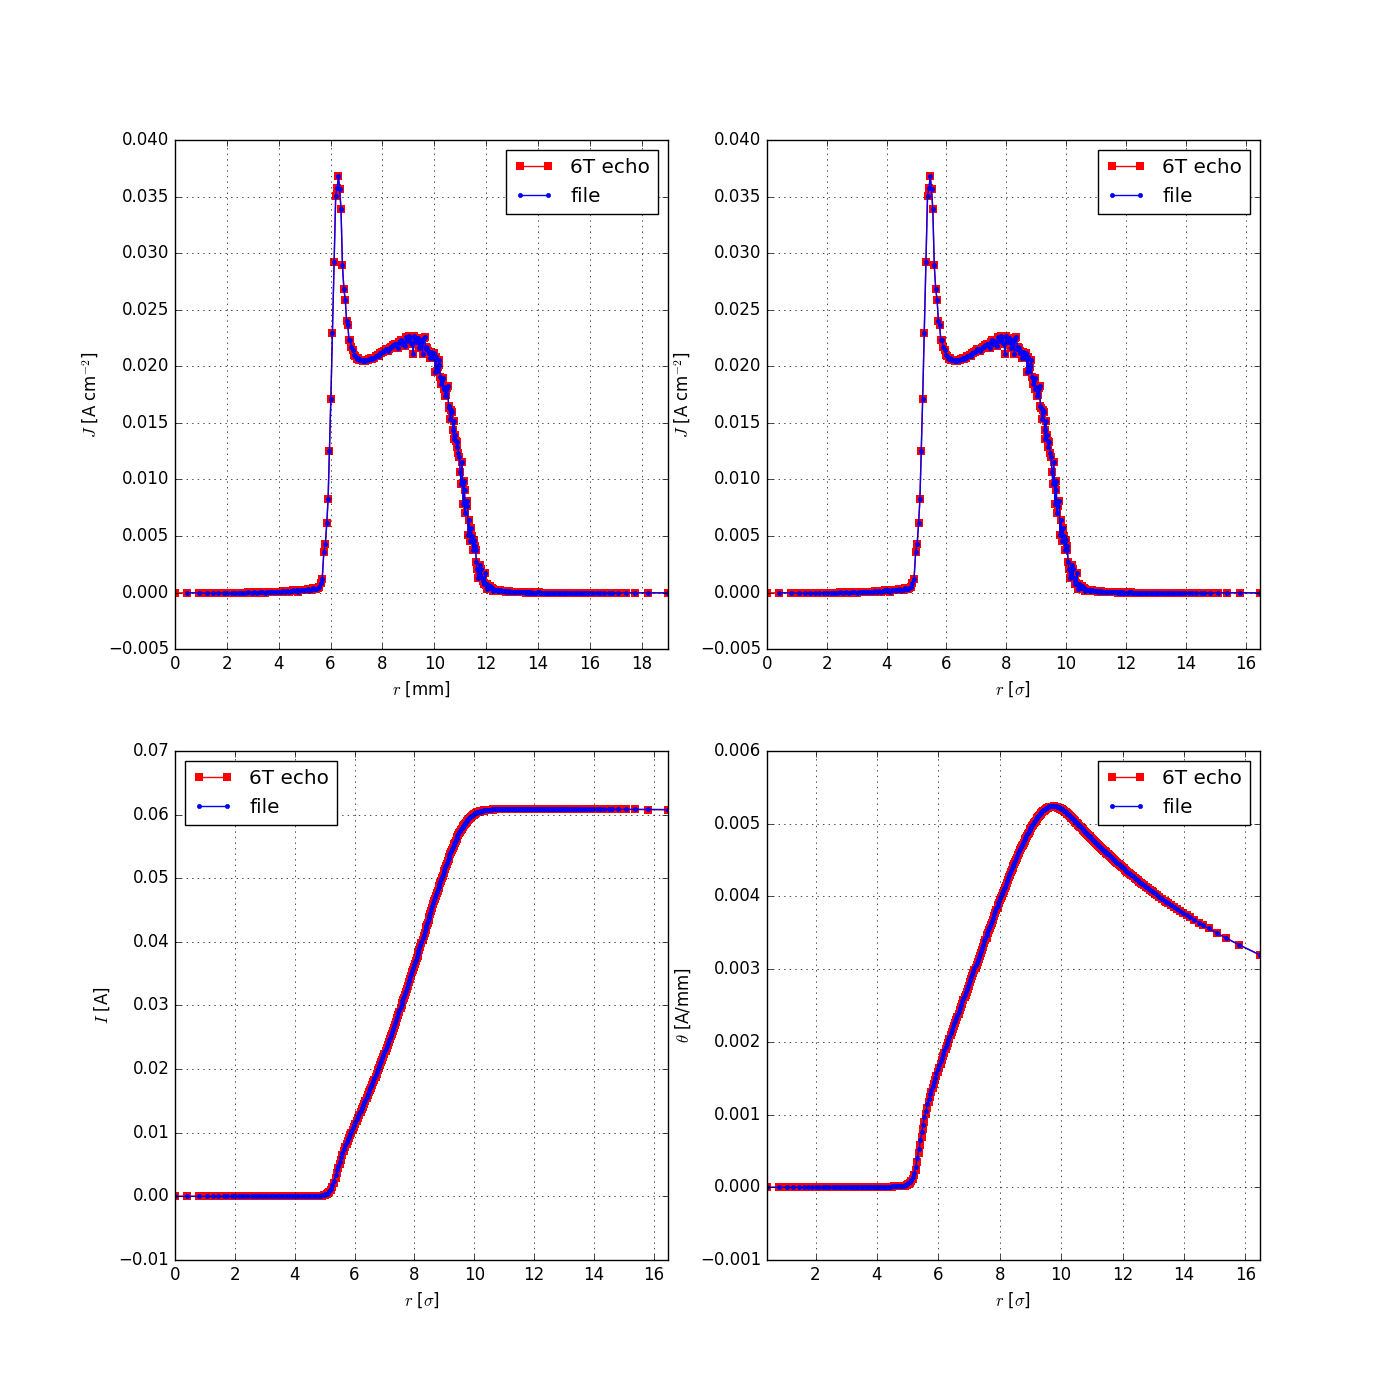 0.040
0.035
0.030
0.025
0.020
0.015
0.010
0.005
0.000
−0.005
J [A cm⁻²]
0 2 4 6 8 10 12 14 16 18
r [mm]
6T echo
file
0.040
0.035
0.030
0.025
0.020
0.015
0.010
0.005
0.000
−0.005
J [A cm⁻²]
0 2 4 6 8 10 12 14 16
r [σ]
6T echo
file
0.07
0.06
0.05
0.04
0.03
0.02
0.01
0.00
−0.01
I [A]
0 2 4 6 8 10 12 14 16
r [σ]
6T echo
file
0.006
0.005
0.004
0.003
0.002
0.001
0.000
−0.001
θ [A/mm]
2 4 6 8 10 12 14 16
r [σ]
6T echo
file